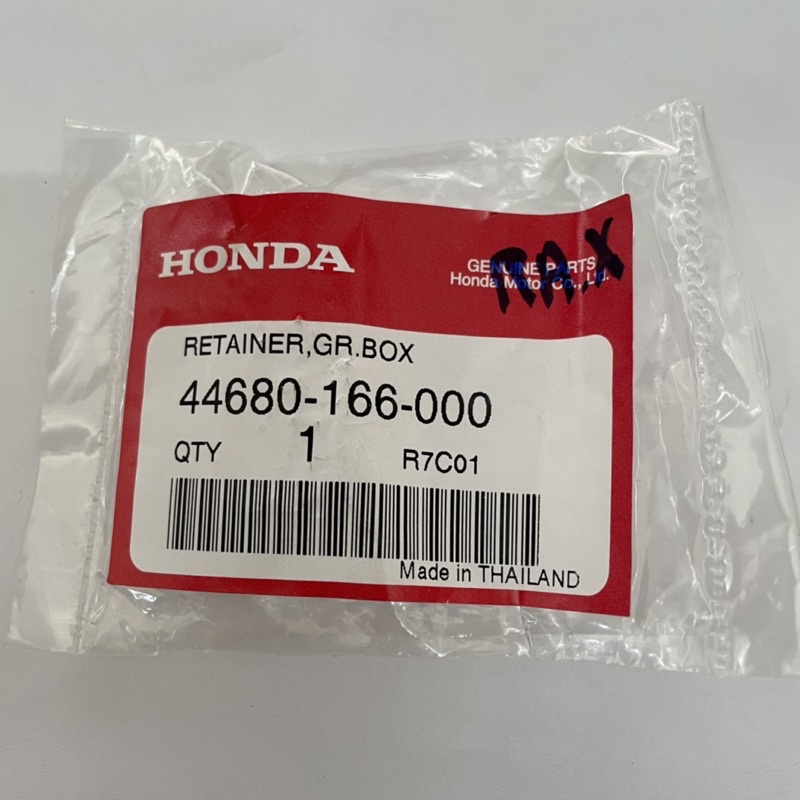 HONDA
GENUINE PARTS
Honda Motor Co., Ltd.
RETAINER,GR.BOX
44680-166-000
QTY 1 R7C01
Made in THAILAND